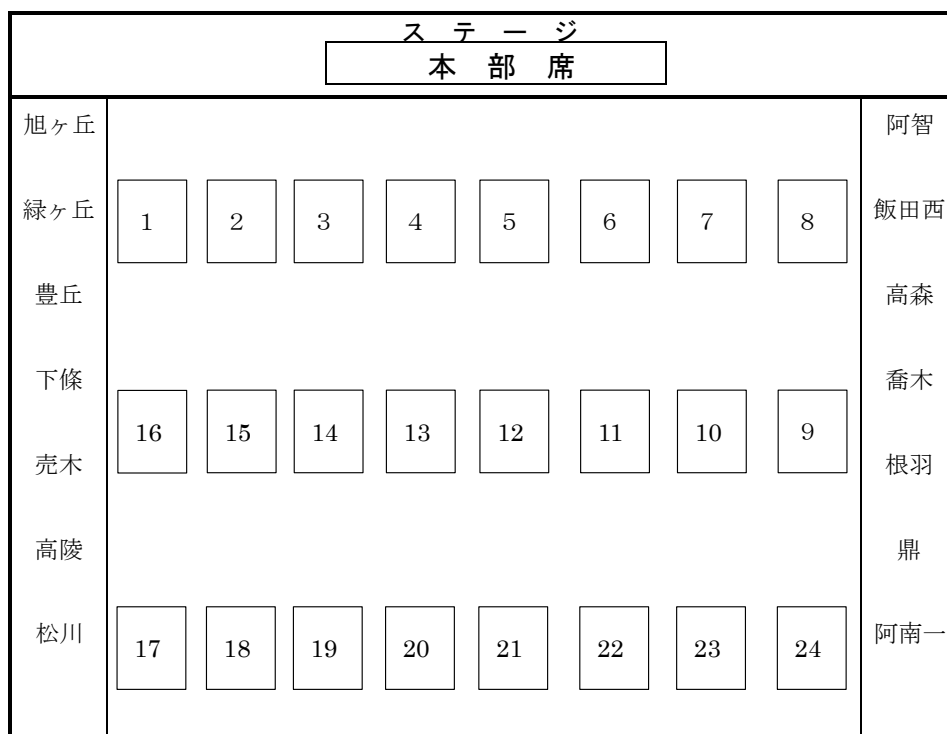 ステージ
本部席
旭ヶ丘 阿智
緑ヶ丘 1 2 3 4 5 6 7 8 飯田西
豊丘 高森
下條 喬木
16 15 14 13 12 11 10 9
売木 根羽
高陵 鼎
松川 17 18 19 20 21 22 23 24 阿南一